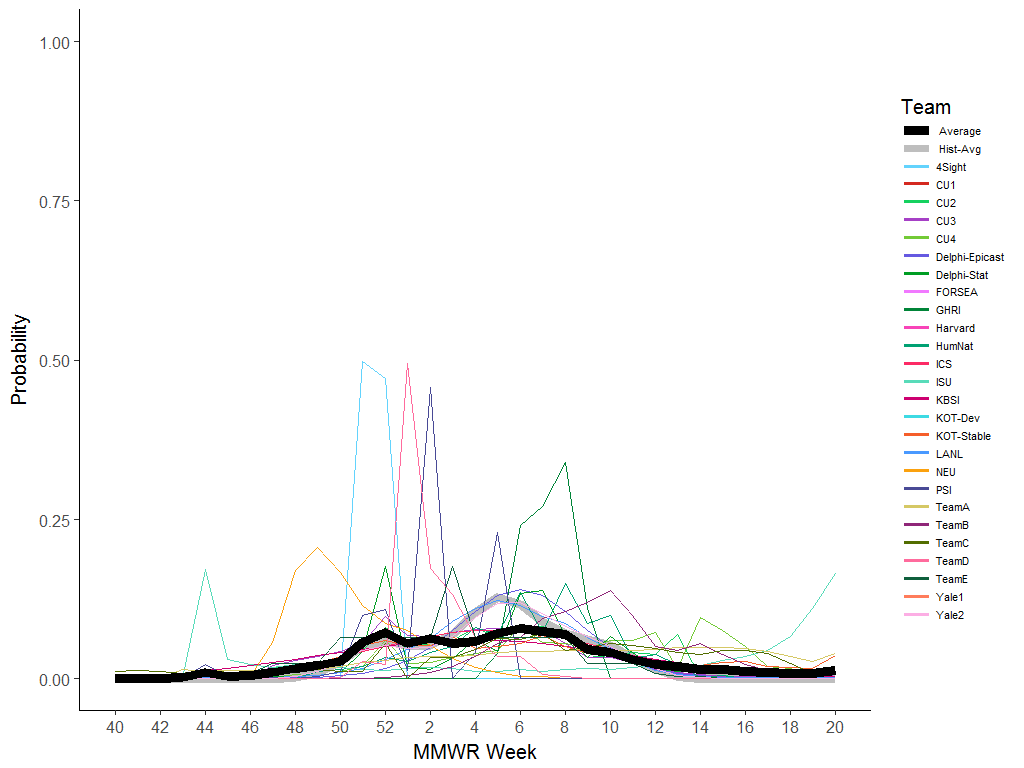 1.00
0.75
0.50
0.25
0.00
Probability
40 42 44 46 48 50 52 2 4 6 8 10 12 14 16 18 20
MMWR Week
Team
Average
Hist-Avg
4Sight
CU1
CU2
CU3
CU4
Delphi-Epicast
Delphi-Stat
FORSEA
GHRI
Harvard
HumNat
ICS
ISU
KBSI
KOT-Dev
KOT-Stable
LANL
NEU
PSI
TeamA
TeamB
TeamC
TeamD
TeamE
Yale1
Yale2